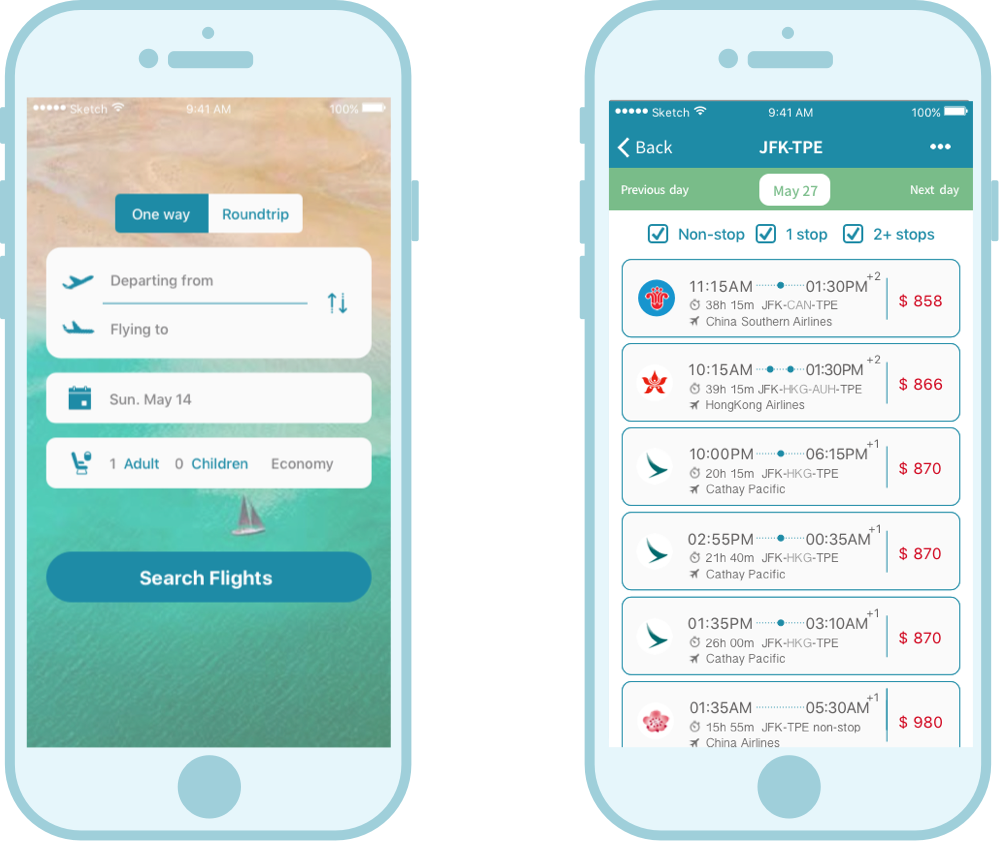 Sketch 9:41 AM 100%
One way Roundtrip
Departing from
Flying to
Sun. May 14
1 Adult 0 Children Economy
Search Flights
Sketch 9:41 AM 100%
Back JFK-TPE •••
Previous day May 27 Next day
Non-stop 1 stop 2+ stops
11:15AM 01:30PM +2
38h 15m JFK-CAN-TPE
China Southern Airlines
$ 858
10:15AM 01:30PM +2
39h 15m JFK-HKG-AUH-TPE
HongKong Airlines
$ 866
10:00PM 06:15PM +1
20h 15m JFK-HKG-TPE
Cathay Pacific
$ 870
02:55PM 00:35AM +1
21h 40m JFK-HKG-TPE
Cathay Pacific
$ 870
01:35PM 03:10AM +1
26h 00m JFK-HKG-TPE
Cathay Pacific
$ 870
01:35AM 05:30AM +1
15h 55m JFK-TPE non-stop
China Airlines
$ 980